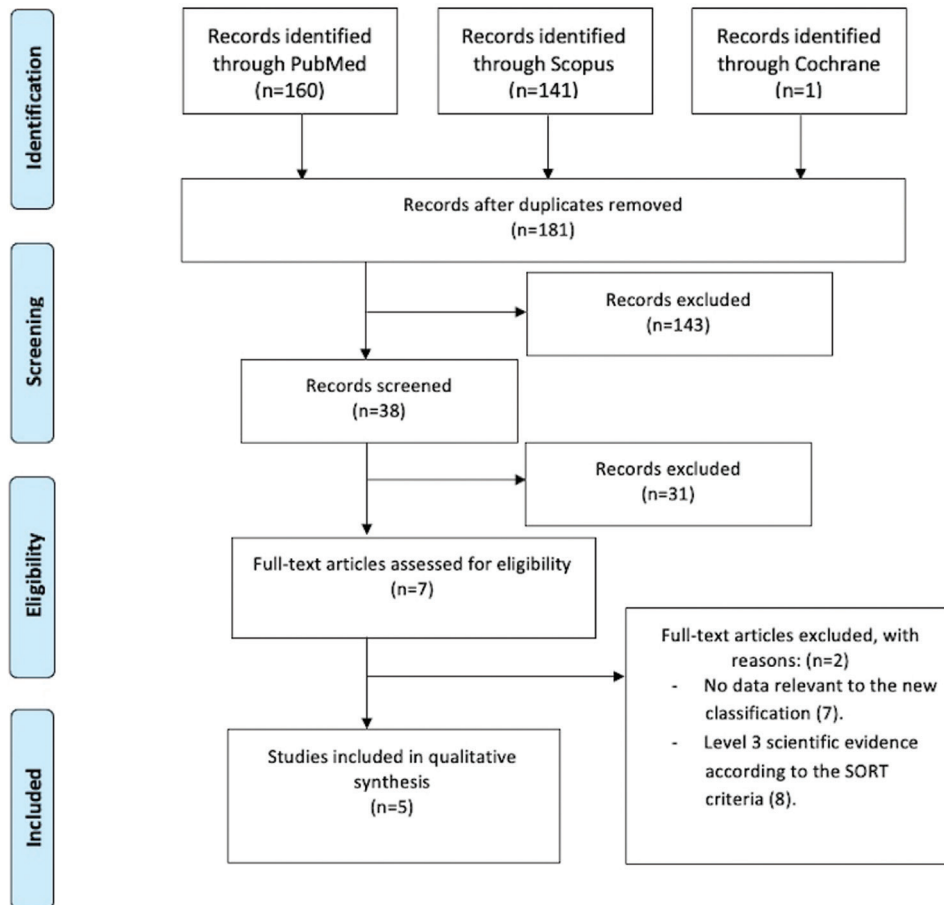 Identification
Records identified
through PubMed
(n=160)
Records identified
through Scopus
(n=141)
Records identified
through Cochrane
(n=1)
Records after duplicates removed
(n=181)
Screening
Records excluded
(n=143)
Records screened
(n=38)
Records excluded
(n=31)
Eligibility
Full-text articles assessed for eligibility
(n=7)
Full-text articles excluded, with
reasons: (n=2)
- No data relevant to the new
classification (7).
- Level 3 scientific evidence
according to the SORT
criteria (8).
Included
Studies included in qualitative
synthesis
(n=5)